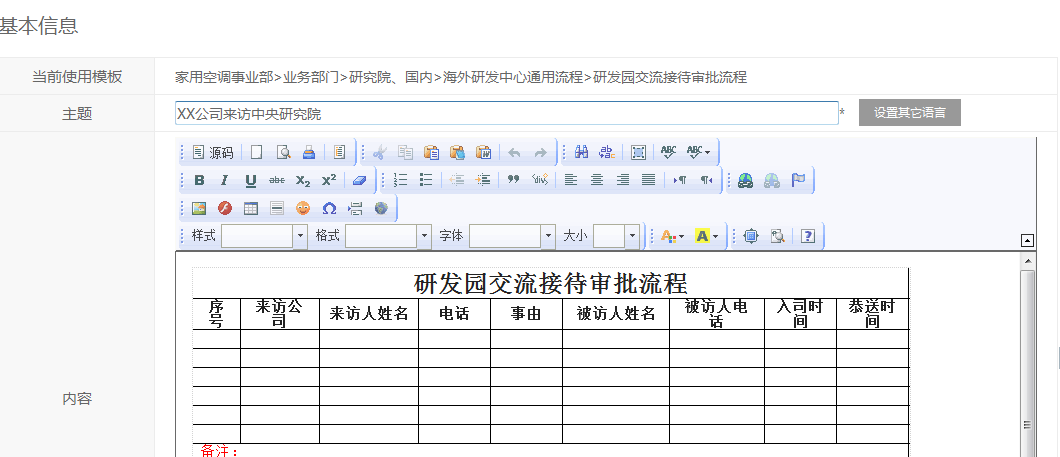 基本信息
当前使用模板 家用空调事业部>业务部门>研究院、国内>海外研发中心通用流程>研发园交流接待审批流程
主题 XX公司来访中央研究院 * 设置其它语言
源码
B I U abc X₂ X²
样式 格式 字体 大小
内容
研发园交流接待审批流程
序号 来访公司 来访人姓名 电话 事由 被访人姓名 被访人电话 入司时间 恭送时间
备注：